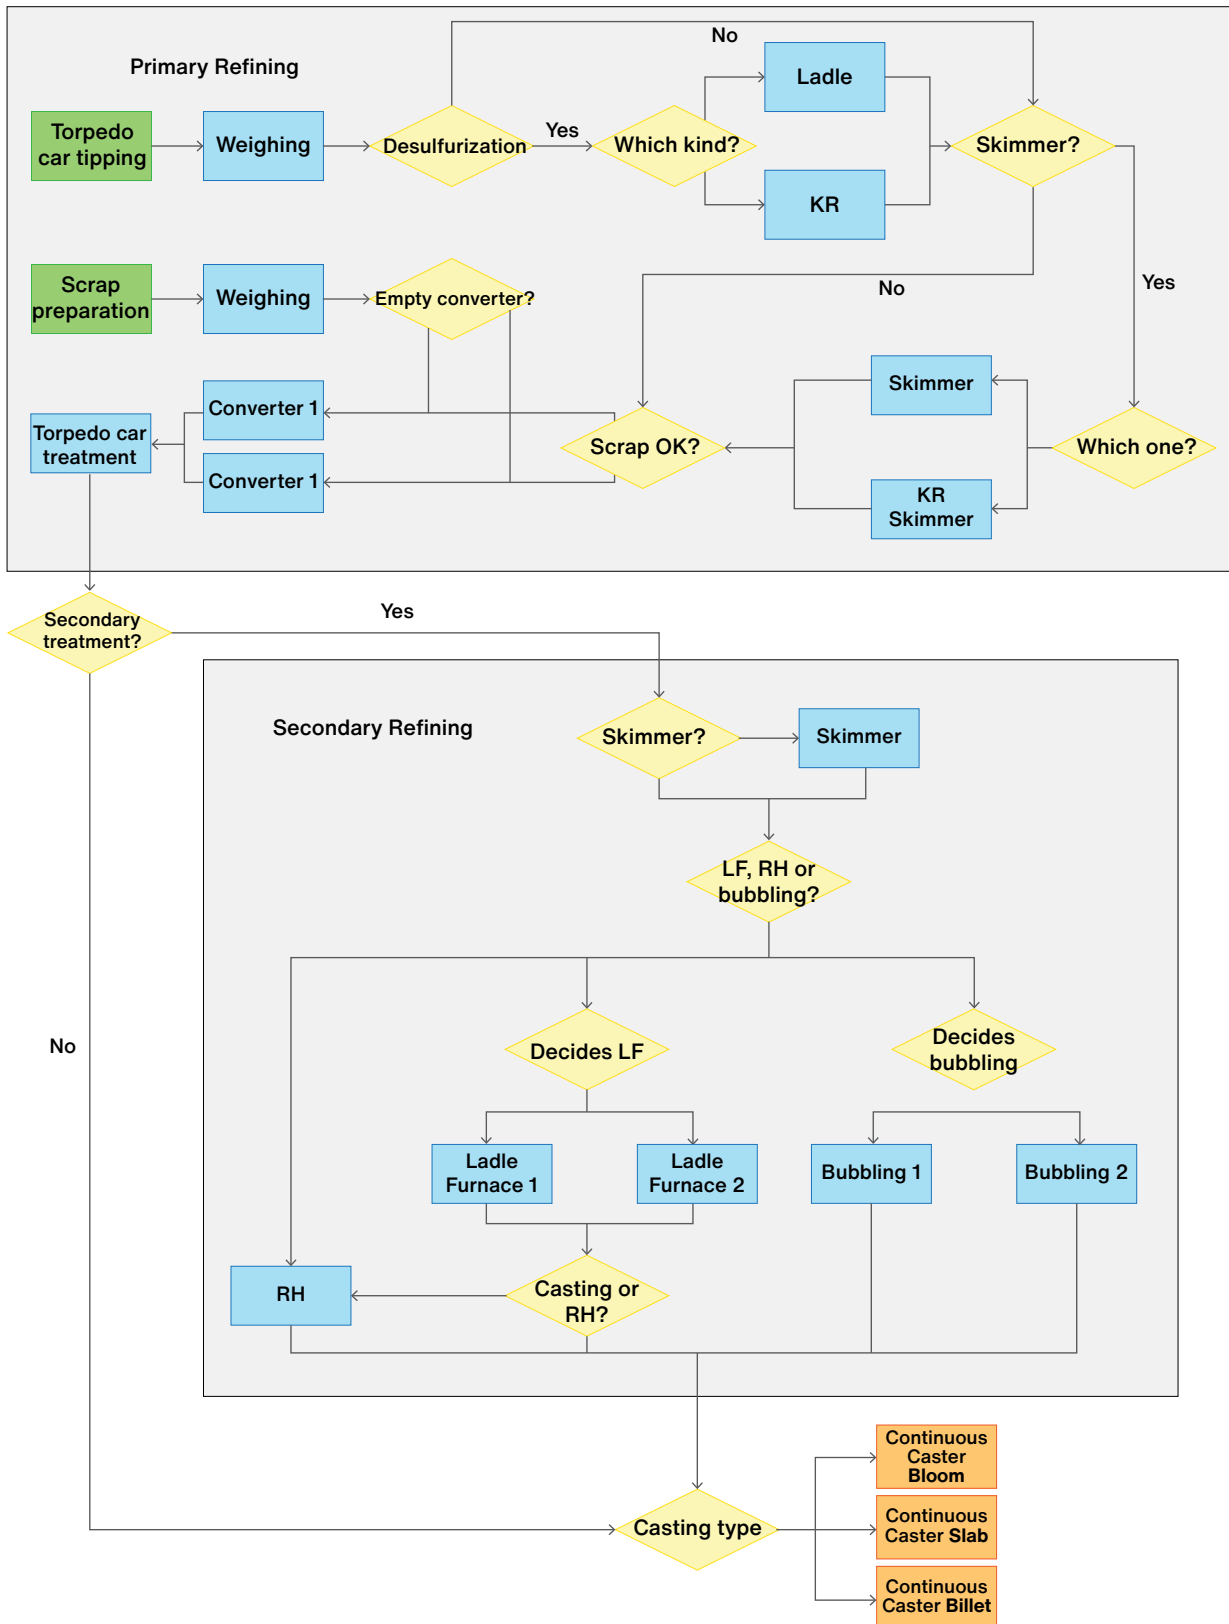 Primary Refining
No
Torpedo
car tipping
Weighing
Desulfurization
Yes
Which kind?
Ladle
KR
Skimmer?
Scrap
preparation
Weighing
Empty converter?
No
Yes
Converter 1
Converter 1
Torpedo car
treatment
Scrap OK?
Skimmer
KR
Skimmer
Which one?
Secondary
treatment?
Yes
Secondary Refining
Skimmer?
Skimmer
LF, RH or
bubbling?
No
Decides LF
Decides
bubbling
Ladle
Furnace 1
Ladle
Furnace 2
Bubbling 1
Bubbling 2
RH
Casting or
RH?
Casting type
Continuous
Caster
Bloom
Continuous
Caster Slab
Continuous
Caster Billet